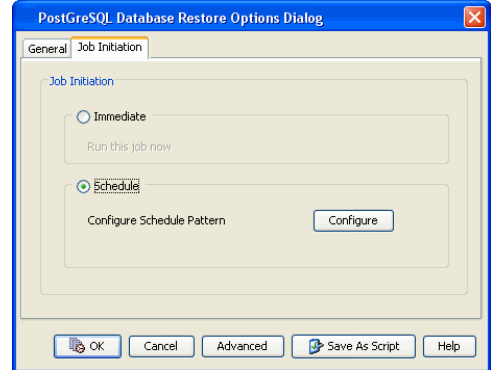 PostGreSQL Database Restore Options Dialog
General Job Initiation
Job Initiation
Immediate
Run this job now
Schedule
Configure Schedule Pattern Configure
OK Cancel Advanced Save As Script Help